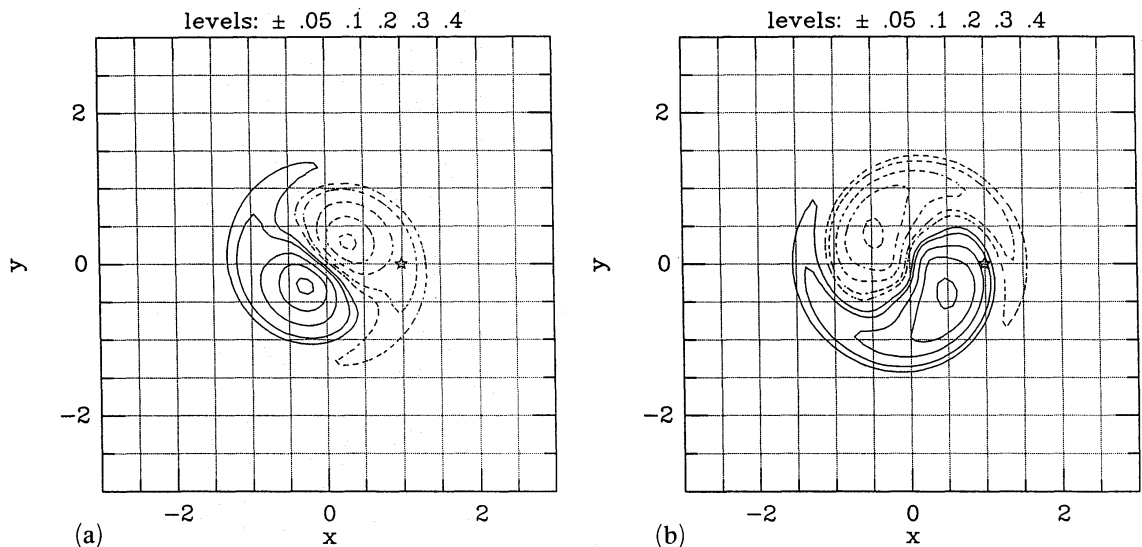 levels: ± .05 .1 .2 .3 .4
2
0
−2
y
−2 0 2
x
(a)
levels: ± .05 .1 .2 .3 .4
2
0
−2
y
−2 0 2
x
(b)